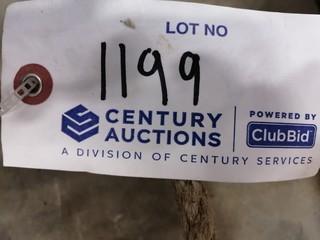 LOT NO
1199
CENTURY AUCTIONS
POWERED BY
ClubBid
A DIVISION OF CENTURY SERVICES